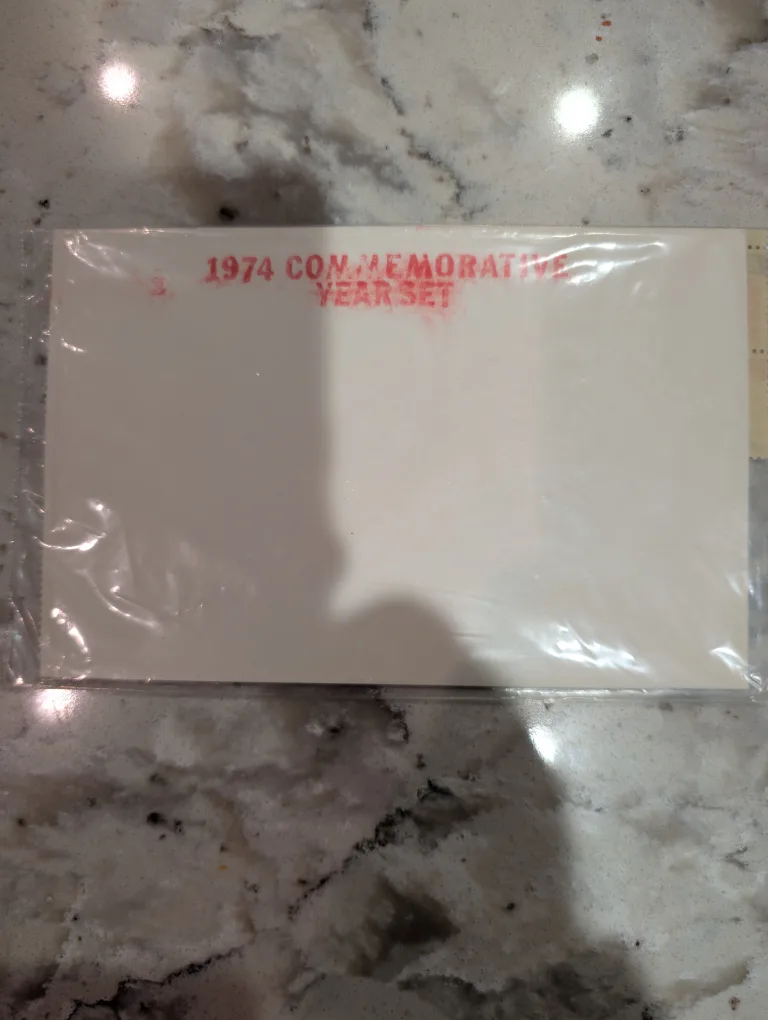 1974 COMMEMORATIVE
YEAR SET